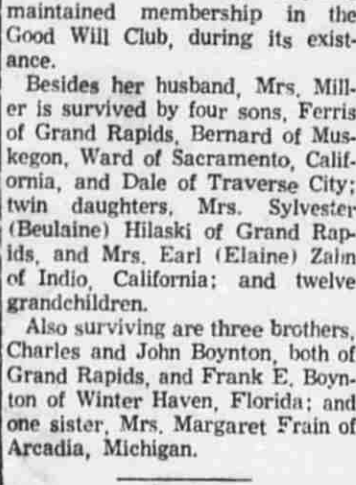 maintained membership in the
Good Will Club, during its exist-
ance.
Besides her husband, Mrs. Mill-
er is survived by four sons, Ferris
of Grand Rapids, Bernard of Mus-
kegon, Ward of Sacramento, Calif-
ornia, and Dale of Traverse City;
twin daughters, Mrs. Sylvester
(Beulaine) Hilaski of Grand Rap-
ids, and Mrs. Earl (Elaine) Zahn
of Indio, California; and twelve
grandchildren.
Also surviving are three brothers,
Charles and John Boynton, both of
Grand Rapids, and Frank E. Boyn-
ton of Winter Haven, Florida; and
one sister, Mrs. Margaret Frain of
Arcadia, Michigan.